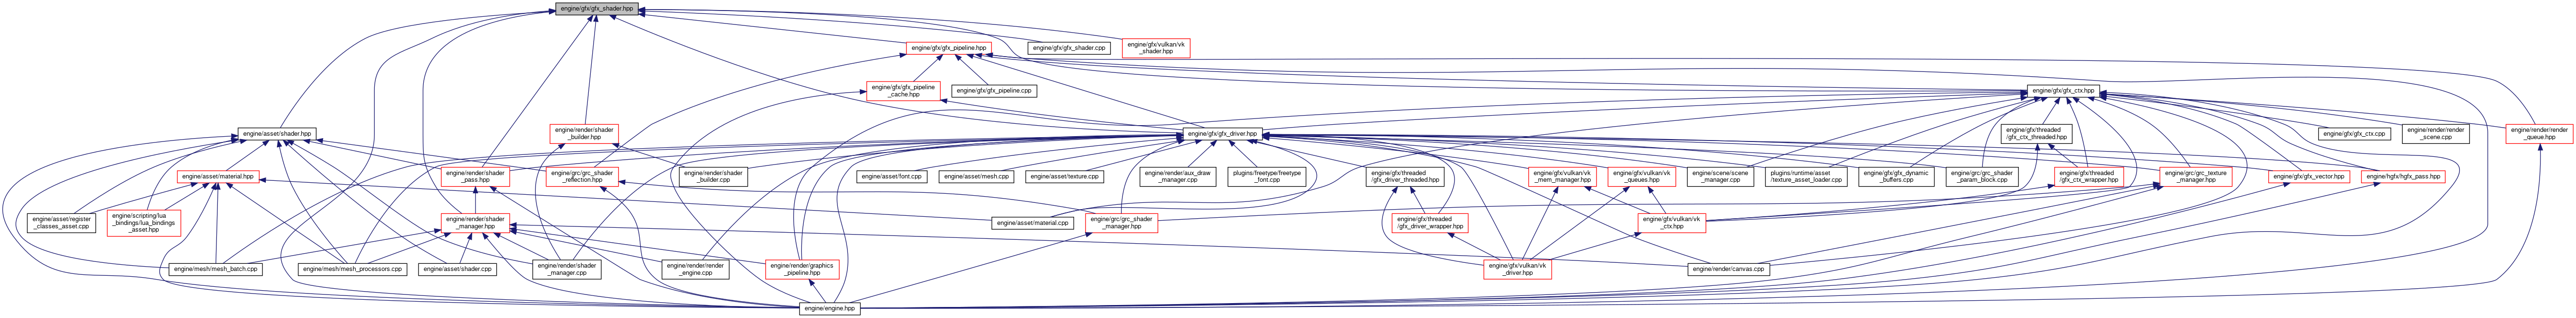 engine/gfx/gfx_shader.hpp
engine/gfx/gfx_pipeline.hpp
engine/gfx/gfx_shader.cpp
engine/gfx/vulkan/vk
_shader.hpp
engine/gfx/gfx_pipeline
_cache.hpp
engine/gfx/gfx_pipeline.cpp
engine/gfx/gfx_ctx.hpp
engine/asset/shader.hpp
engine/render/shader
_builder.hpp
engine/gfx/gfx_driver.hpp
engine/gfx/threaded
/gfx_ctx_threaded.hpp
engine/gfx/gfx_ctx.cpp
engine/render/render
_scene.cpp
engine/render/render
_queue.hpp
engine/asset/material.hpp
engine/render/shader
_pass.hpp
engine/grc/grc_shader
_reflection.hpp
engine/render/shader
_builder.cpp
engine/asset/font.cpp
engine/asset/mesh.cpp
engine/asset/texture.cpp
engine/render/aux_draw
_manager.cpp
plugins/freetype/freetype
_font.cpp
engine/gfx/threaded
/gfx_driver_threaded.hpp
engine/gfx/vulkan/vk
_mem_manager.hpp
engine/gfx/vulkan/vk
_queues.hpp
engine/scene/scene
_manager.cpp
plugins/runtime/asset
/texture_asset_loader.cpp
engine/gfx/gfx_dynamic
_buffers.cpp
engine/grc/grc_shader
_param_block.cpp
engine/gfx/threaded
/gfx_ctx_wrapper.hpp
engine/grc/grc_texture
_manager.hpp
engine/gfx/gfx_vector.hpp
engine/hgfx/hgfx_pass.hpp
engine/asset/register
_classes_asset.cpp
engine/scripting/lua
_bindings/lua_bindings
_asset.hpp
engine/render/shader
_manager.hpp
engine/asset/material.cpp
engine/grc/grc_shader
_manager.hpp
engine/gfx/threaded
/gfx_driver_wrapper.hpp
engine/gfx/vulkan/vk
_ctx.hpp
engine/mesh/mesh_batch.cpp
engine/mesh/mesh_processors.cpp
engine/asset/shader.cpp
engine/render/shader
_manager.cpp
engine/render/render
_engine.cpp
engine/render/graphics
_pipeline.hpp
engine/gfx/vulkan/vk
_driver.hpp
engine/render/canvas.cpp
engine/engine.hpp